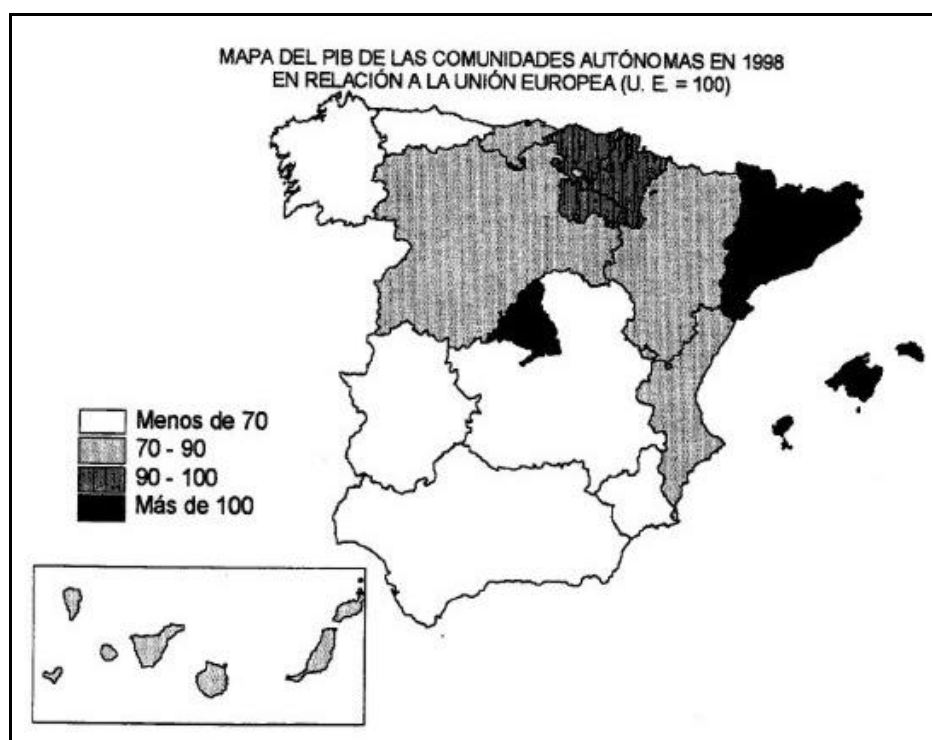 MAPA DEL PIB DE LAS COMUNIDADES AUTÓNOMAS EN 1998
EN RELACIÓN A LA UNIÓN EUROPEA (U. E. = 100)
Menos de 70
70 - 90
90 - 100
Más de 100